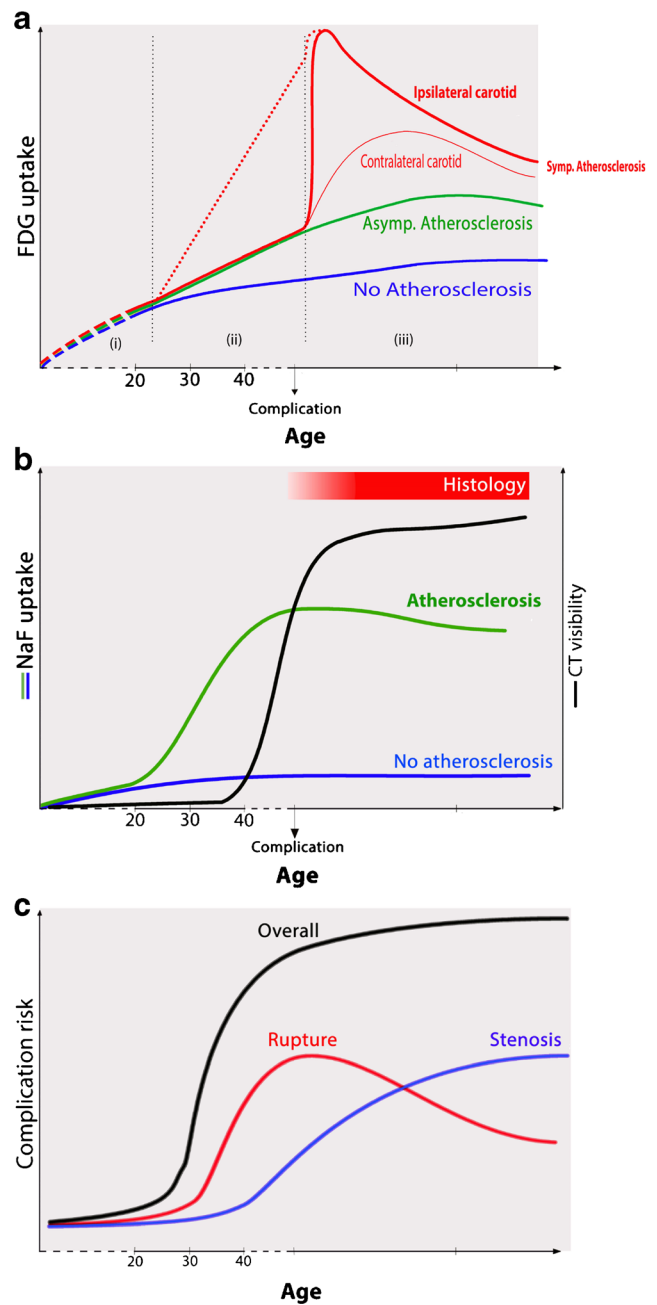 a
FDG uptake
Ipsilateral carotid
Contralateral carotid
Symp. Atherosclerosis
Asymp. Atherosclerosis
No Atherosclerosis
(i)
(ii)
(iii)
20 30 40
Complication
Age
b
Histology
NaF uptake
Atherosclerosis
CT visibility
No atherosclerosis
20 30 40
Complication
Age
c
Overall
Complication risk
Rupture
Stenosis
20 30 40
Age